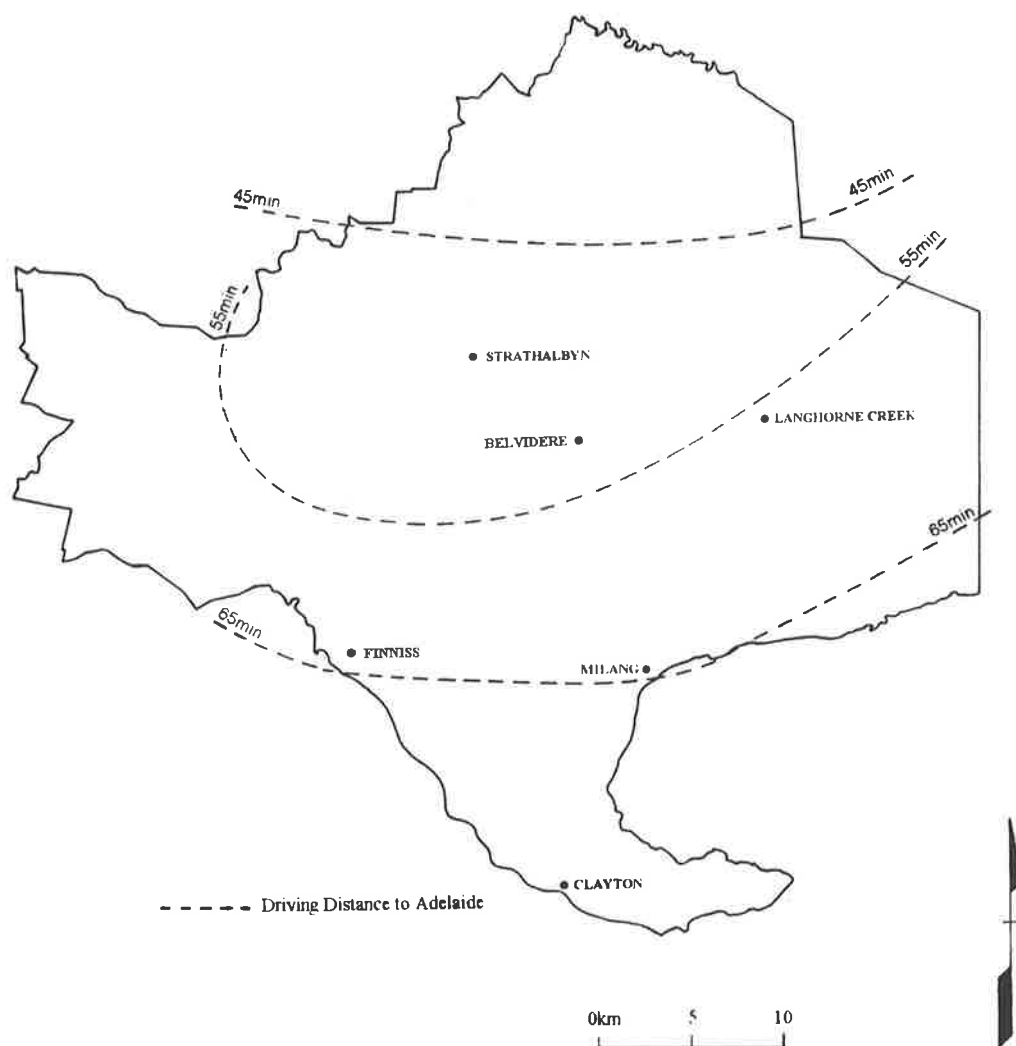 45min
45min
55min
55min
STRATHALBYN
LANGHORNE CREEK
BELVIDERE
65min
65min
FINNISS
MILANG
CLAYTON
Driving Distance to Adelaide
0km 5 10